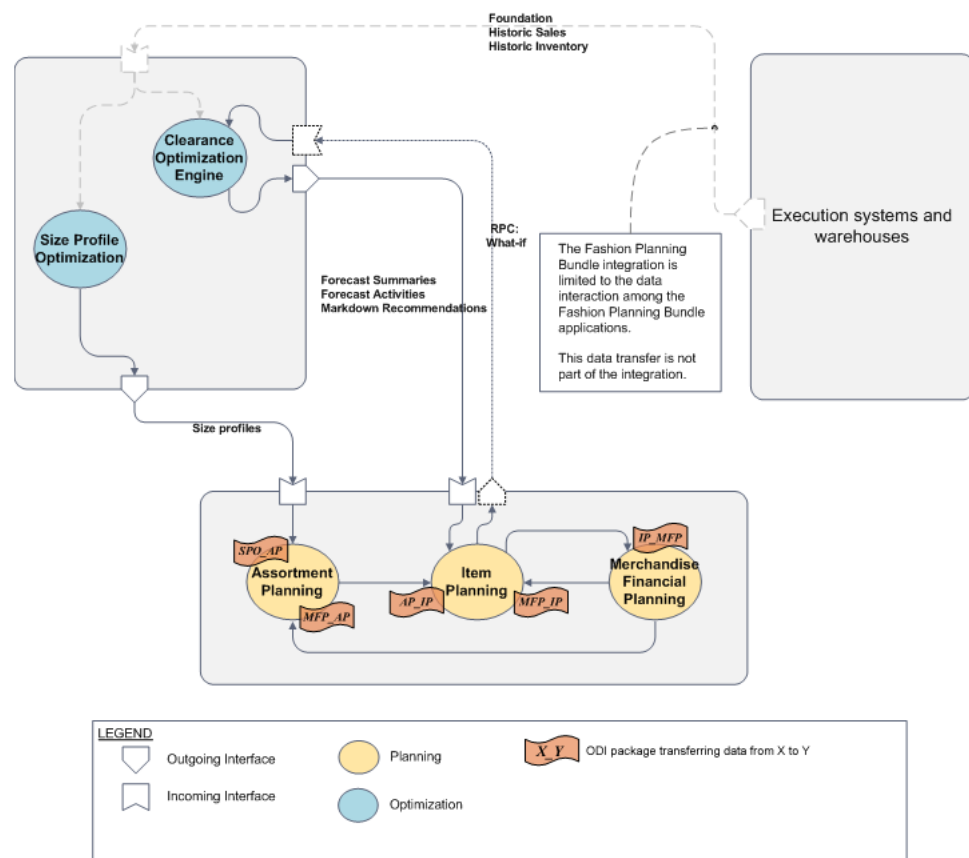 Foundation
Historic Sales
Historic Inventory
Clearance
Optimization
Engine
Size Profile
Optimization
RPC:
What-if
Forecast Summaries
Forecast Activities
Markdown Recommendations
Execution systems and
warehouses
The Fashion Planning
Bundle integration is
limited to the data
interaction among the
Fashion Planning Bundle
applications.
This data transfer is not
part of the integration.
Size profiles
SPO_AP
Assortment
Planning
MFP_AP
Item
Planning
AP_IP
MFP_IP
IP_MFP
Merchandise
Financial
Planning
LEGEND
Outgoing Interface
Incoming Interface
Planning
Optimization
X_Y
ODI package transferring data from X to Y